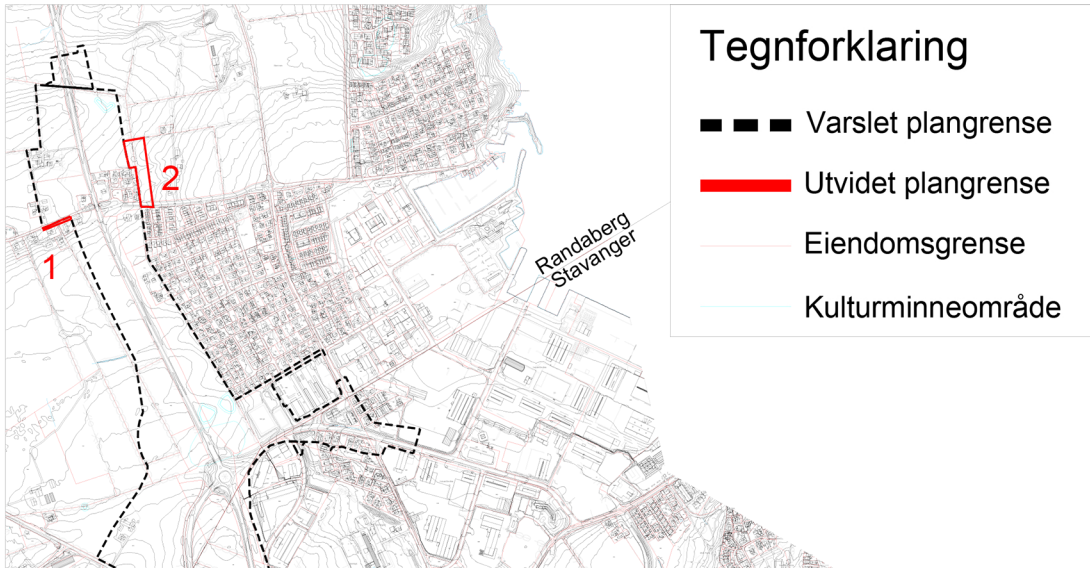 Tegnforklaring
Varslet plangrense
Utvidet plangrense
Eiendomsgrense
Kulturminneområde
2
1
Randaberg
Stavanger